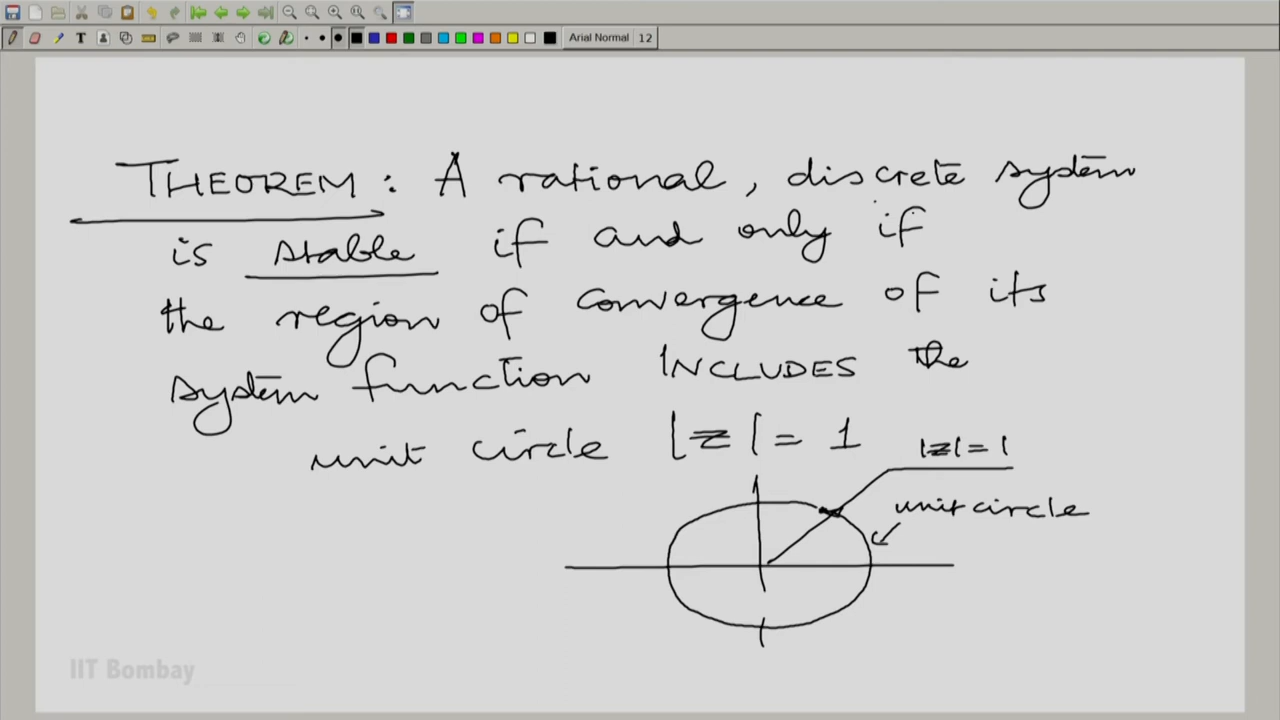 Arial Normal 12
THEOREM: A rational, discrete system
is stable if and only if
the region of convergence of its
system function INCLUDES the
unit circle |z| = 1
|z| = 1
unit circle
IIT Bombay